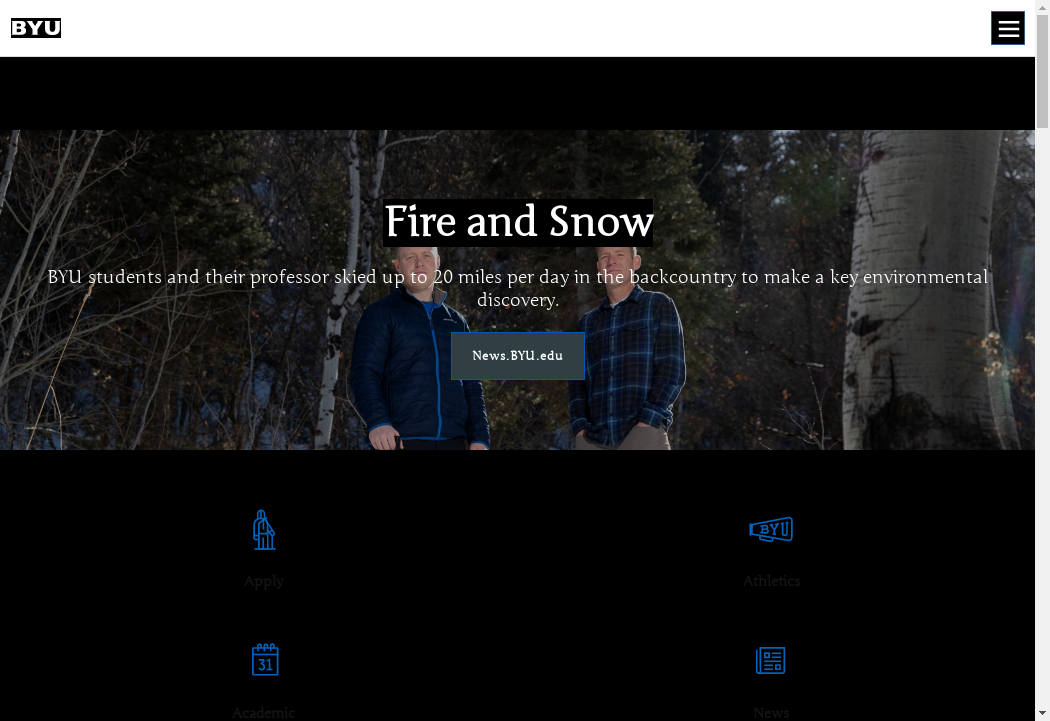 BYU
Fire and Snow
BYU students and their professor skied up to 20 miles per day in the backcountry to make a key environmental
discovery.
News.BYU.edu
BYU
Apply
Athletics
31
Academic
News